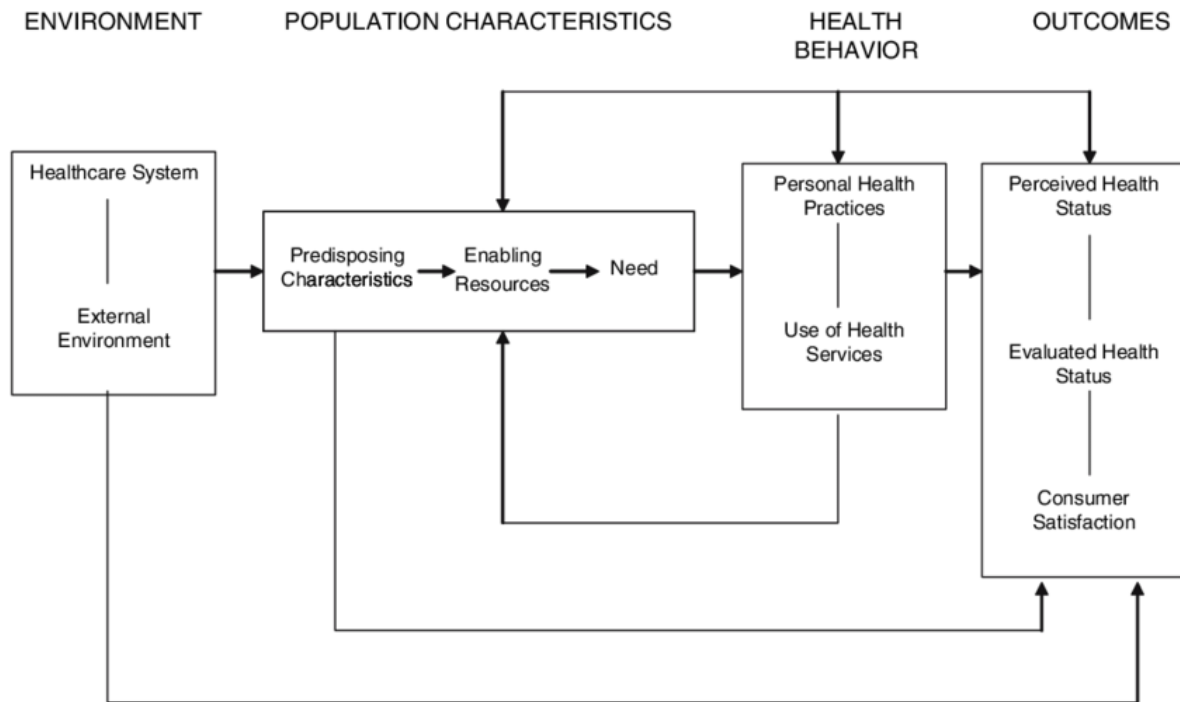 ENVIRONMENT
POPULATION CHARACTERISTICS
HEALTH
BEHAVIOR
OUTCOMES
Healthcare System
External
Environment
Predisposing
Characteristics
Enabling
Resources
Need
Personal Health
Practices
Use of Health
Services
Perceived Health
Status
Evaluated Health
Status
Consumer
Satisfaction